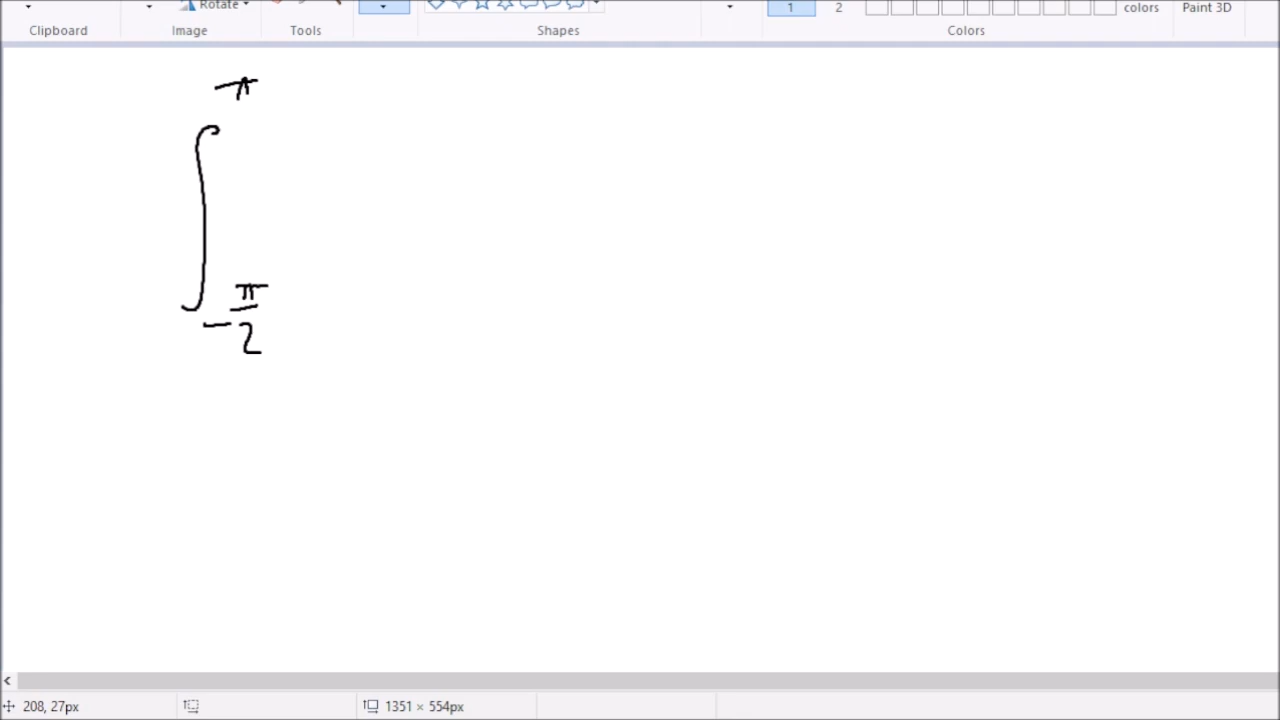 Rotate
1 2 colors Paint 3D
Clipboard Image Tools Shapes Colors
π
∫
π
− 2
208, 27px 1351 × 554px